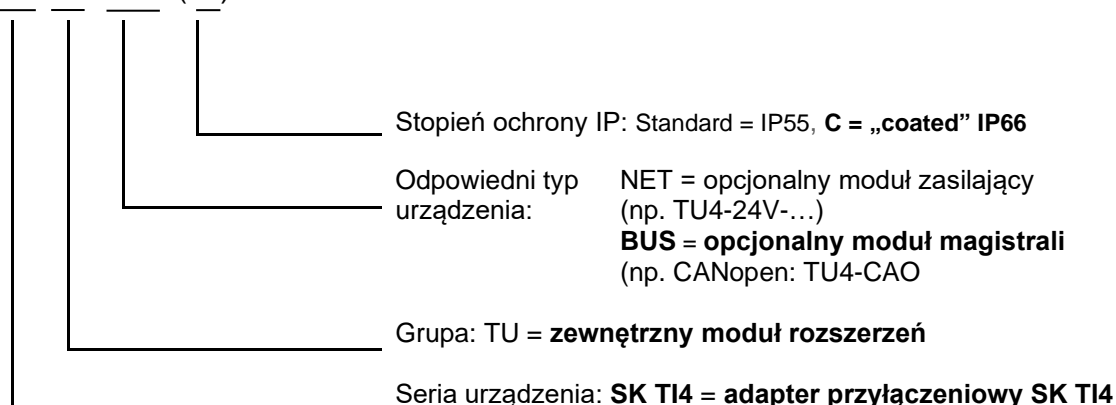 Stopień ochrony IP: Standard = IP55, C = „coated” IP66
Odpowiedni typ NET = opcjonalny moduł zasilający
urządzenia: (np. TU4-24V-…)
BUS = opcjonalny moduł magistrali
(np. CANopen: TU4-CAO
Grupa: TU = zewnętrzny moduł rozszerzeń
Seria urządzenia: SK TI4 = adapter przyłączeniowy SK TI4